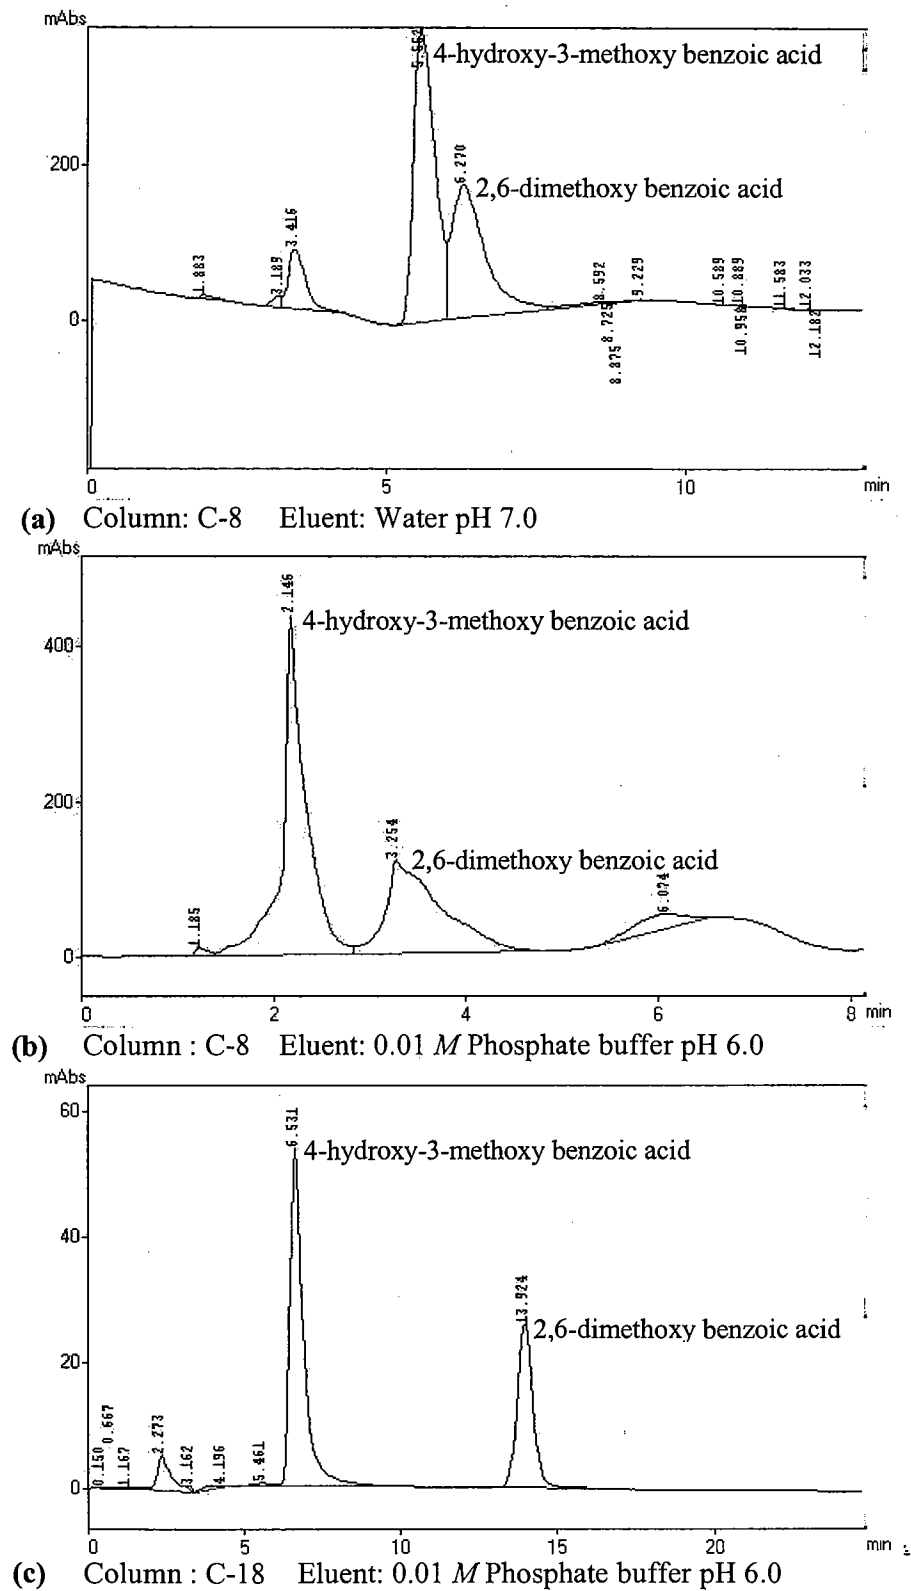 mAbs
5.552
4-hydroxy-3-methoxy benzoic acid
6.270
2,6-dimethoxy benzoic acid
200
3.416
1.883
3.189
8.592
9.229
10.589
10.889
11.583
12.033
0
8.725
10.958
12.182
8.875
0 5 10 min
(a) Column: C-8 Eluent: Water pH 7.0
mAbs
2.146
4-hydroxy-3-methoxy benzoic acid
400
200
3.254
2,6-dimethoxy benzoic acid
6.074
1.185
0
0 2 4 6 8 min
(b) Column : C-8 Eluent: 0.01 M Phosphate buffer pH 6.0
mAbs
60
6.531
4-hydroxy-3-methoxy benzoic acid
40
13.924
2,6-dimethoxy benzoic acid
20
0.667
0.150
1.167
2.273
3.162
4.196
5.461
0
0 5 10 15 20 min
(c) Column : C-18 Eluent: 0.01 M Phosphate buffer pH 6.0